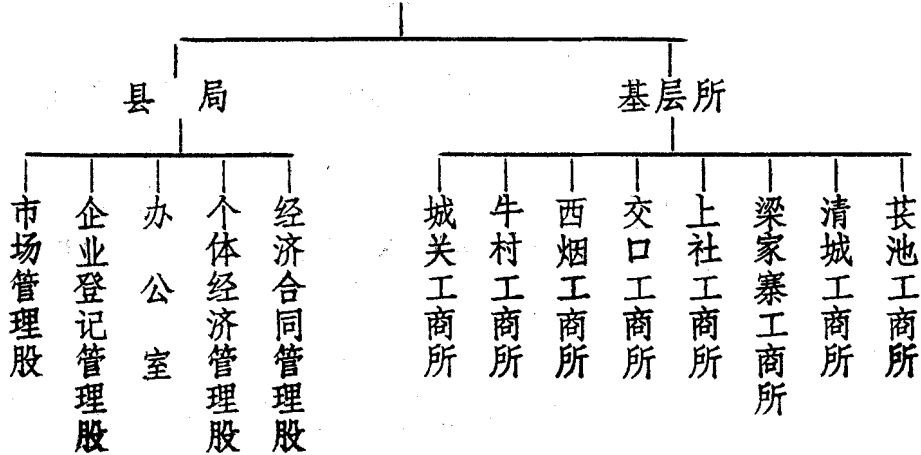 县局
基层所
市场管理股
企业登记管理股
办公室
个体经济管理股
经济合同管理股
城关工商所
牛村工商所
西烟工商所
交口工商所
上社工商所
梁家寨工商所
清城工商所
苌池工商所